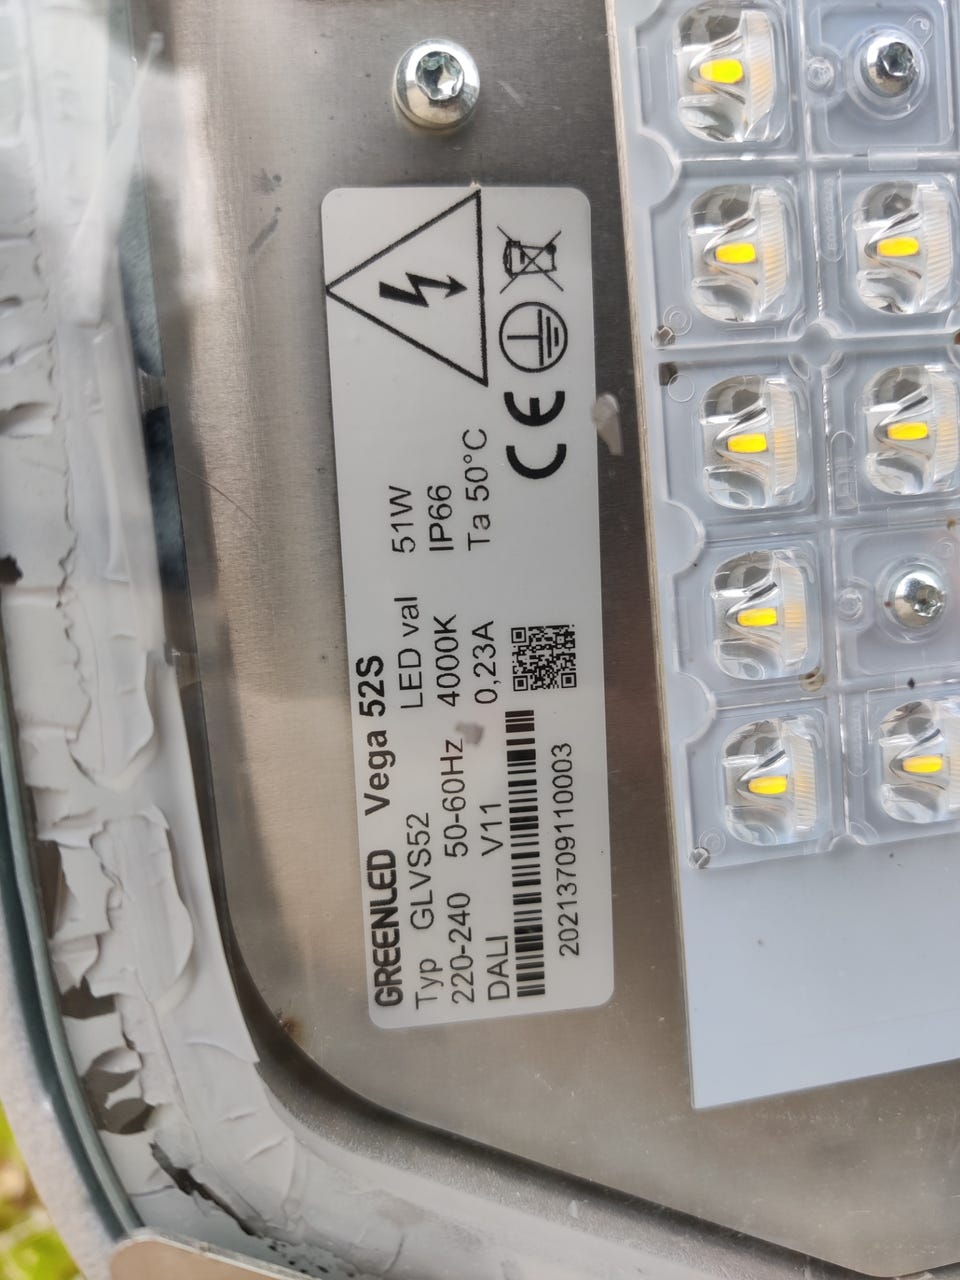 GREENLED Vega 52S
Typ GLVS52 LED val 51W
220-240 50-60Hz 4000K IP66
DALI V11 0,23A Ta 50°C
CE
20213709110003